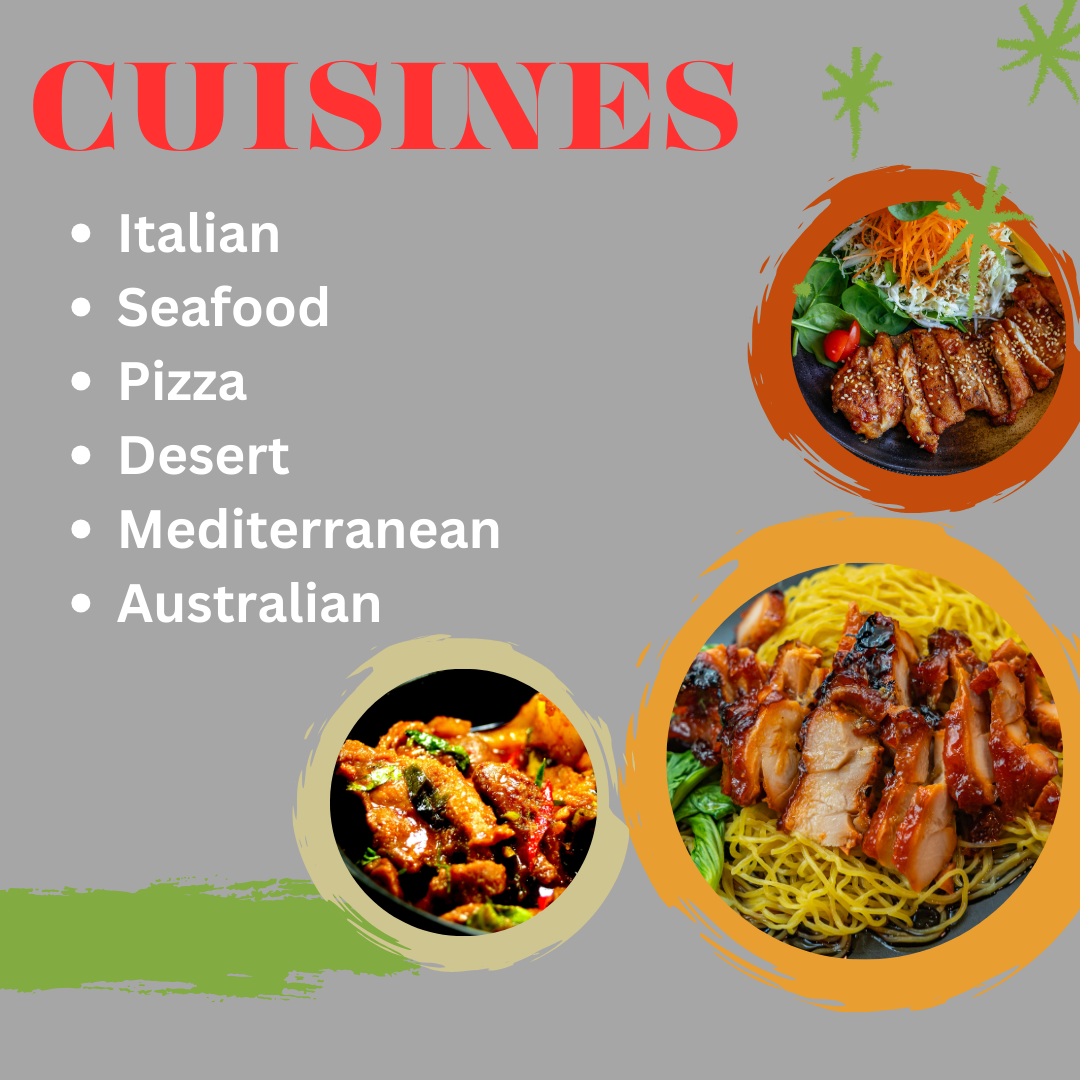 CUISINES
• Italian
• Seafood
• Pizza
• Desert
• Mediterranean
• Australian